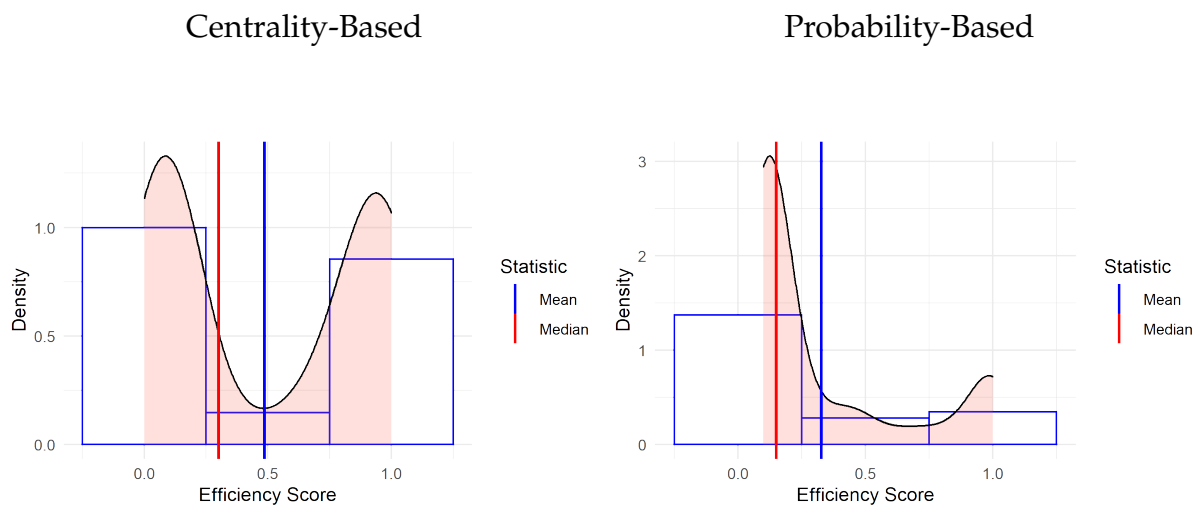 Centrality-Based
Probability-Based
Density
1.0
0.5
0.0
0.0
0.5
1.0
Efficiency Score
Statistic
Mean
Median
Density
3
2
1
0
0.0
0.5
1.0
Efficiency Score
Statistic
Mean
Median